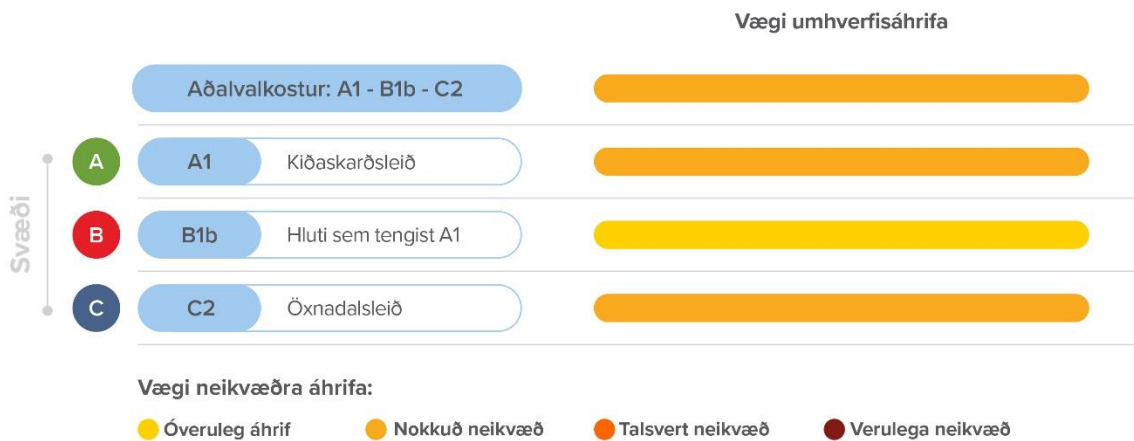 Vægi umhverfisáhrifa
Aðalvalkostur: A1 - B1b - C2
Svæði
A A1 Kiðaskarðsleið
B B1b Hluti sem tengist A1
C C2 Öxnadalsleið
Vægi neikvæðra áhrifa:
Óveruleg áhrif Nokkuð neikvæð Talsvert neikvæð Verulega neikvæð